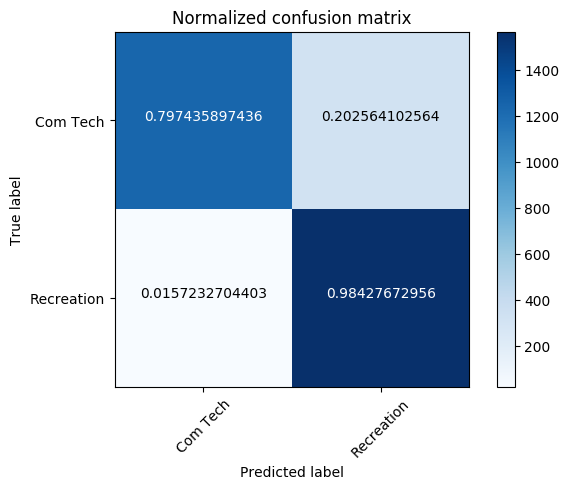 Normalized confusion matrix
True label
Com Tech
0.797435897436
0.202564102564
Recreation
0.0157232704403
0.98427672956
Com Tech
Recreation
Predicted label
1400
1200
1000
800
600
400
200